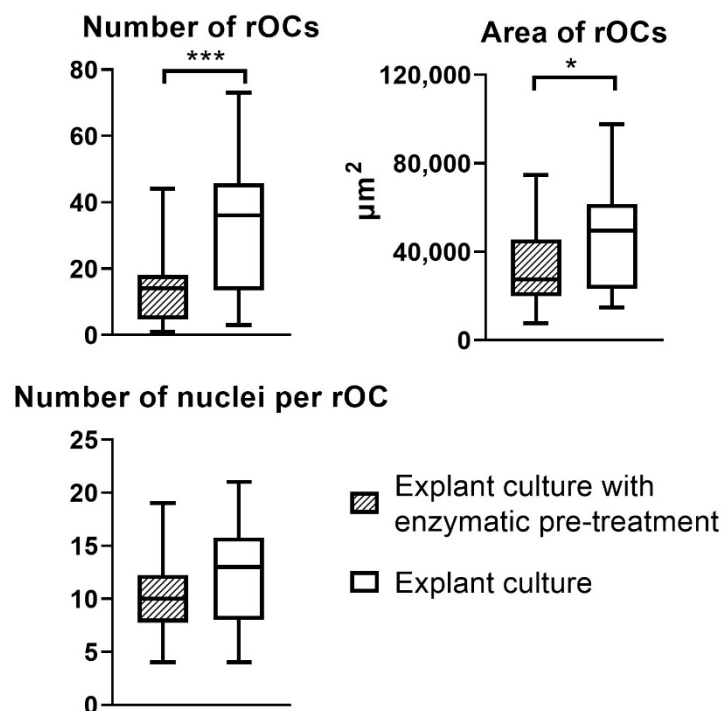 Number of rOCs
***
80
60
40
20
0
Area of rOCs
*
120,000
80,000
40,000
0
µm²
Number of nuclei per rOC
25
20
15
10
5
0
Explant culture with
enzymatic pre-treatment
Explant culture